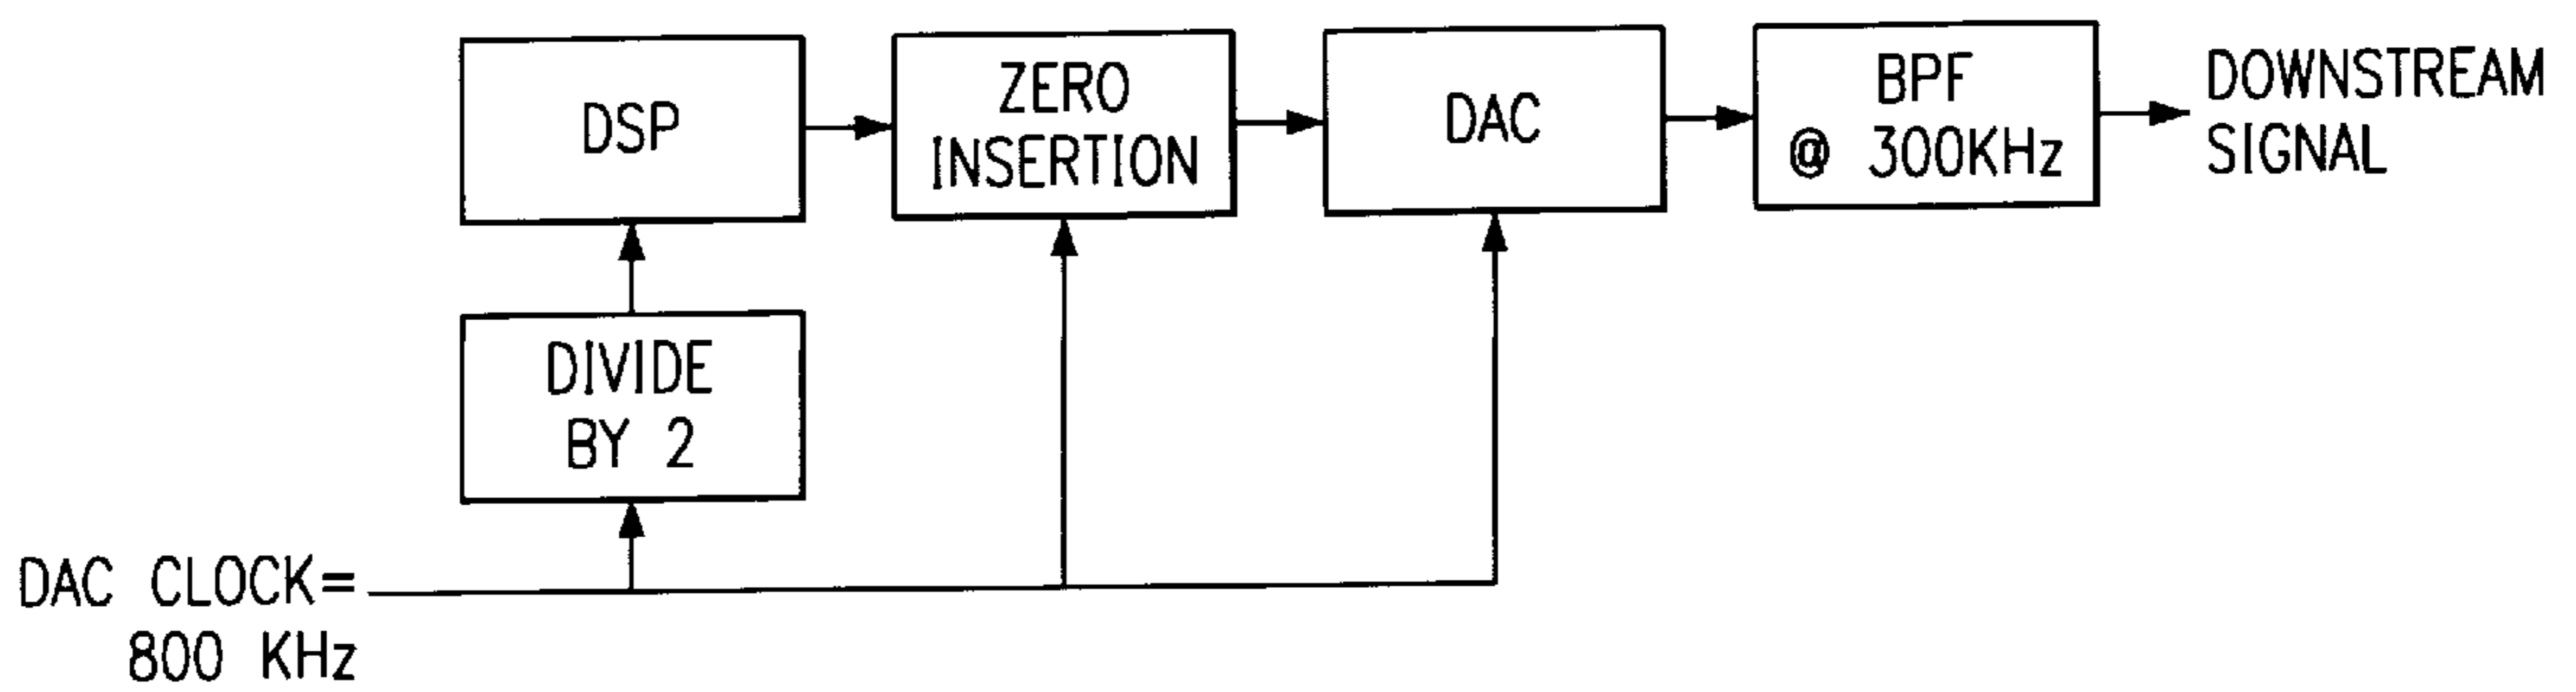 DSP
ZERO
INSERTION
DAC
BPF
@ 300KHz
DOWNSTREAM
SIGNAL
DIVIDE
BY 2
DAC CLOCK=
800 KHz